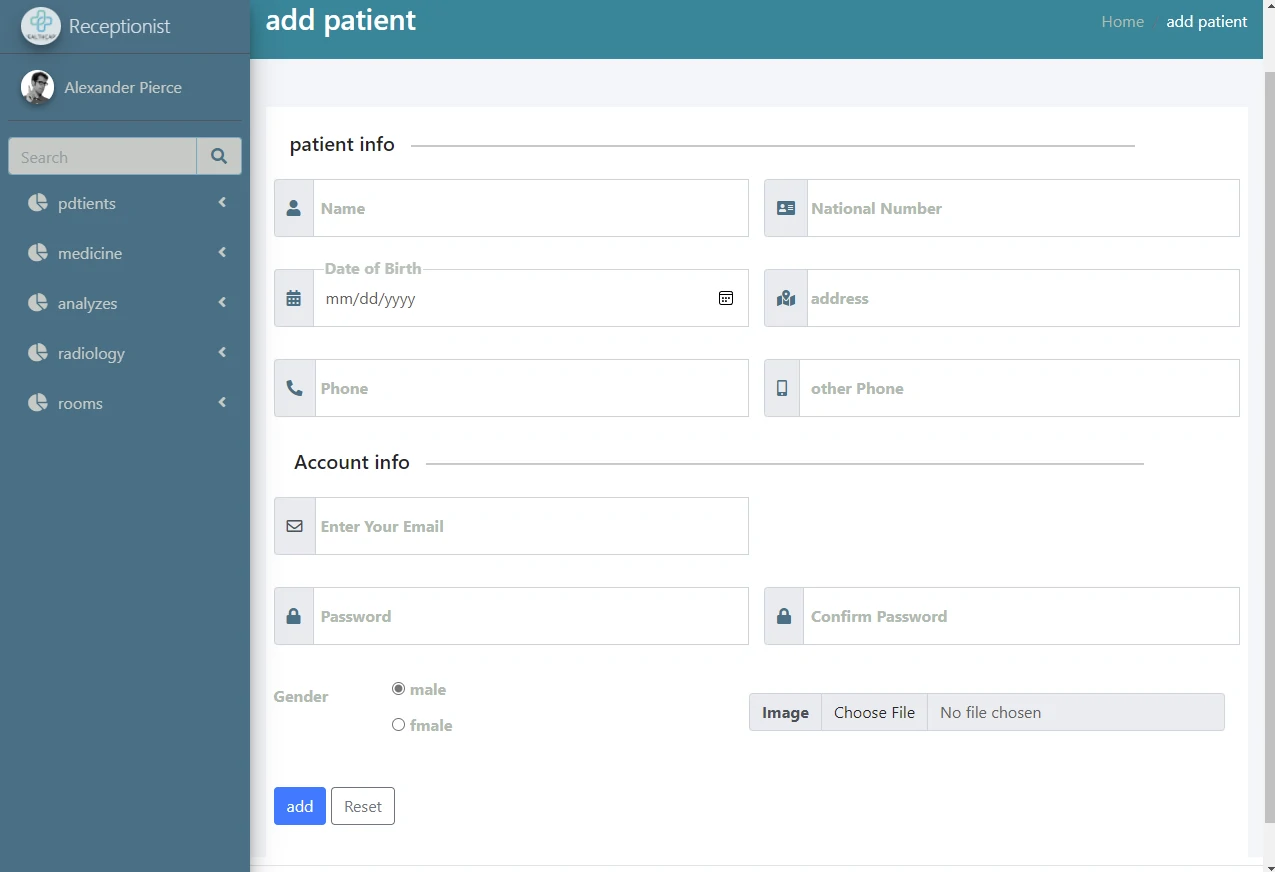 Receptionist
Alexander Pierce
Search
pdtients
medicine
analyzes
radiology
rooms
add patient
Home add patient
patient info
Name National Number
Date of Birth
mm/dd/yyyy address
Phone other Phone
Account info
Enter Your Email
Password Confirm Password
Gender male
fmale
Image Choose File No file chosen
add Reset